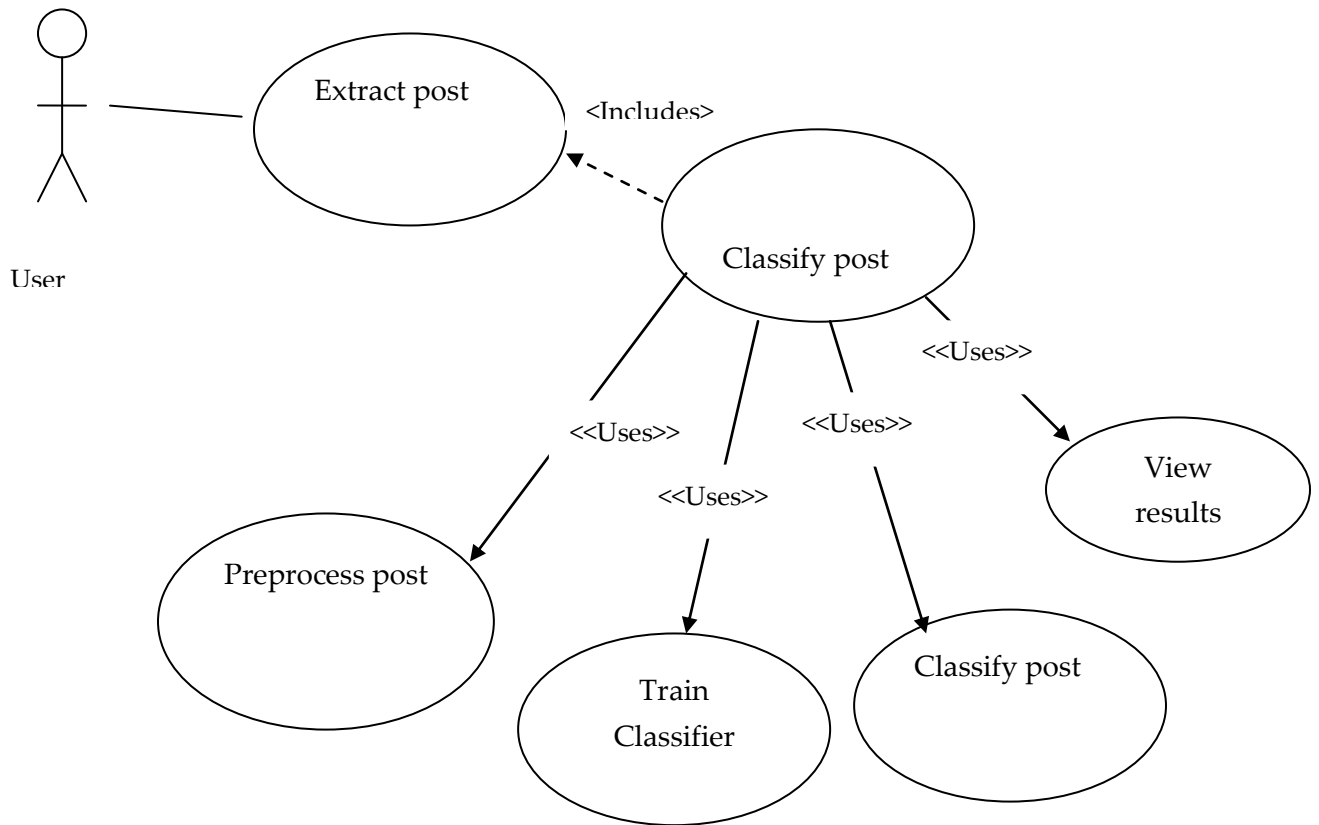 Extract post
<Includes>
Classify post
User
<<Uses>>
<<Uses>>
<<Uses>>
<<Uses>>
View
results
Preprocess post
Classify post
Train
Classifier